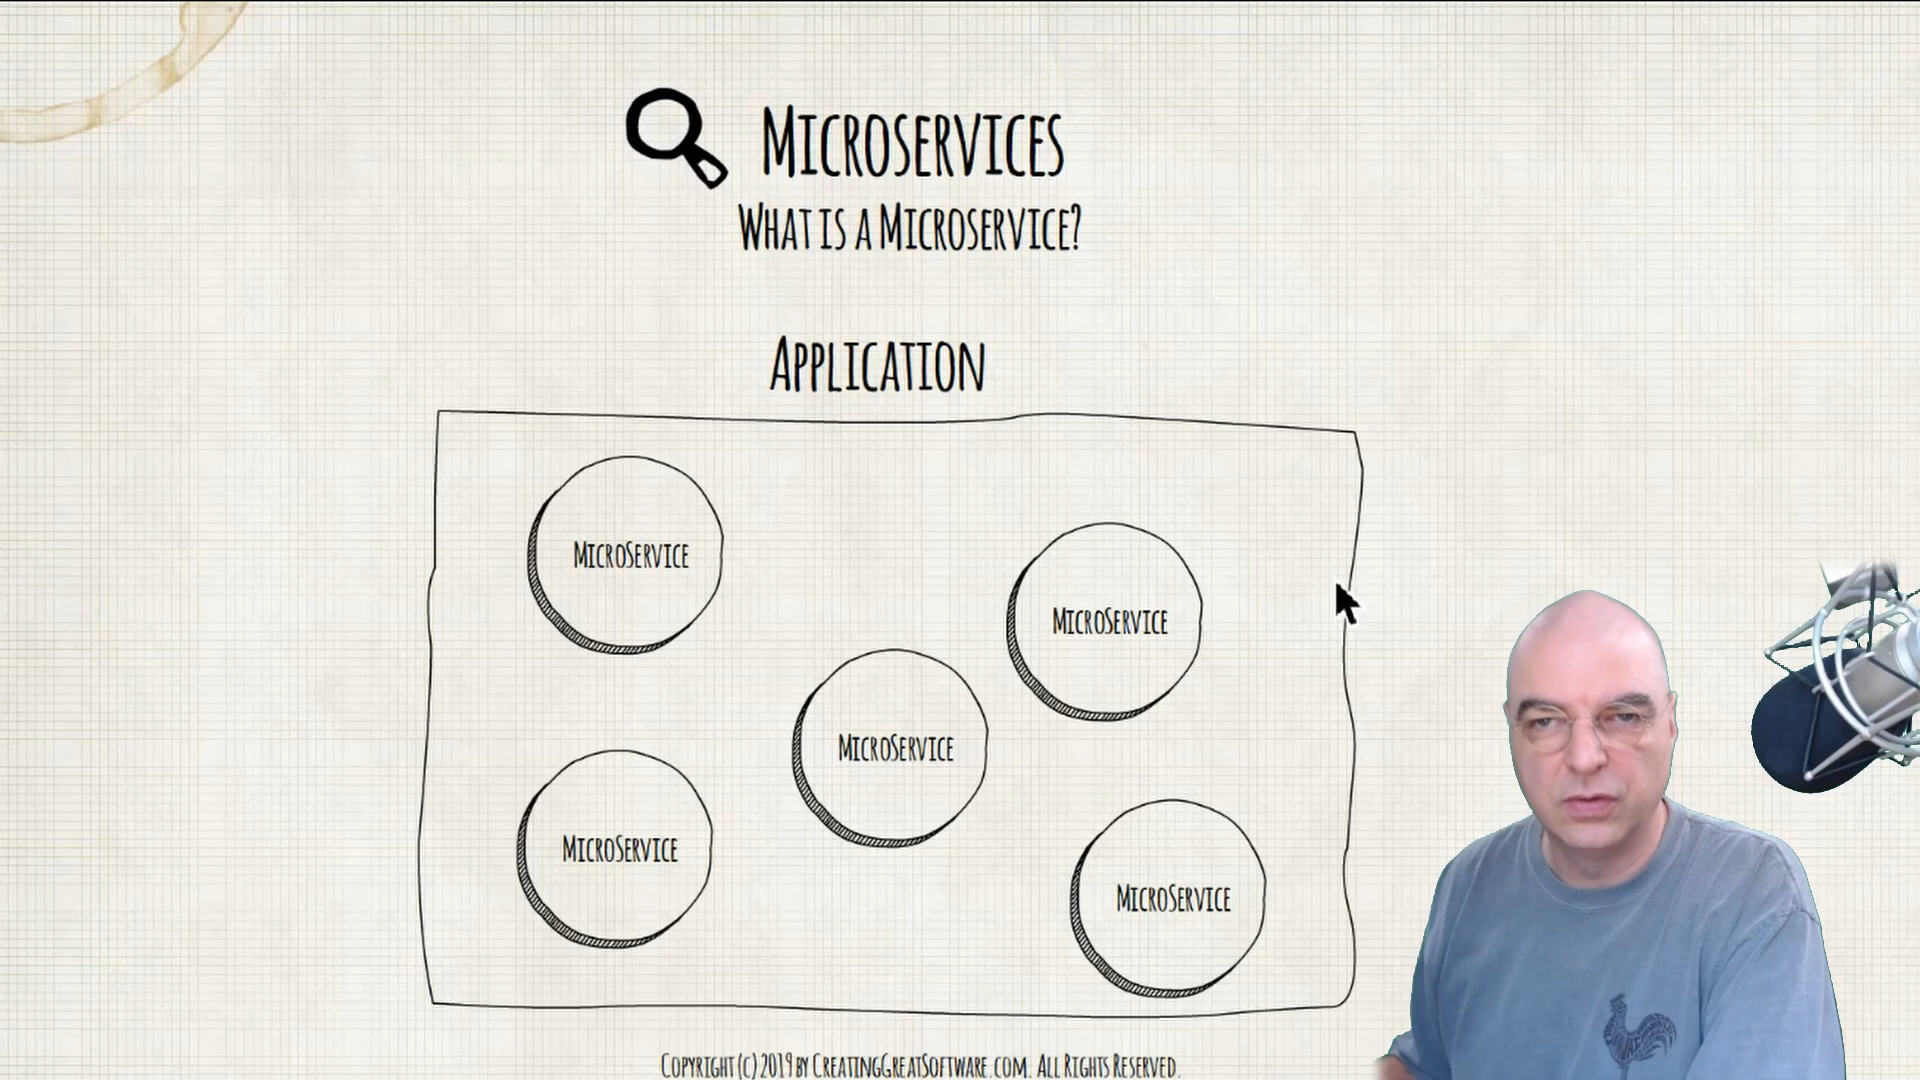 Microservices
What is a Microservice?
Application
MicroService
MicroService
MicroService
MicroService
MicroService
Copyright (c) 2019 by CreatingGreatSoftware.com. All Rights Reserved.